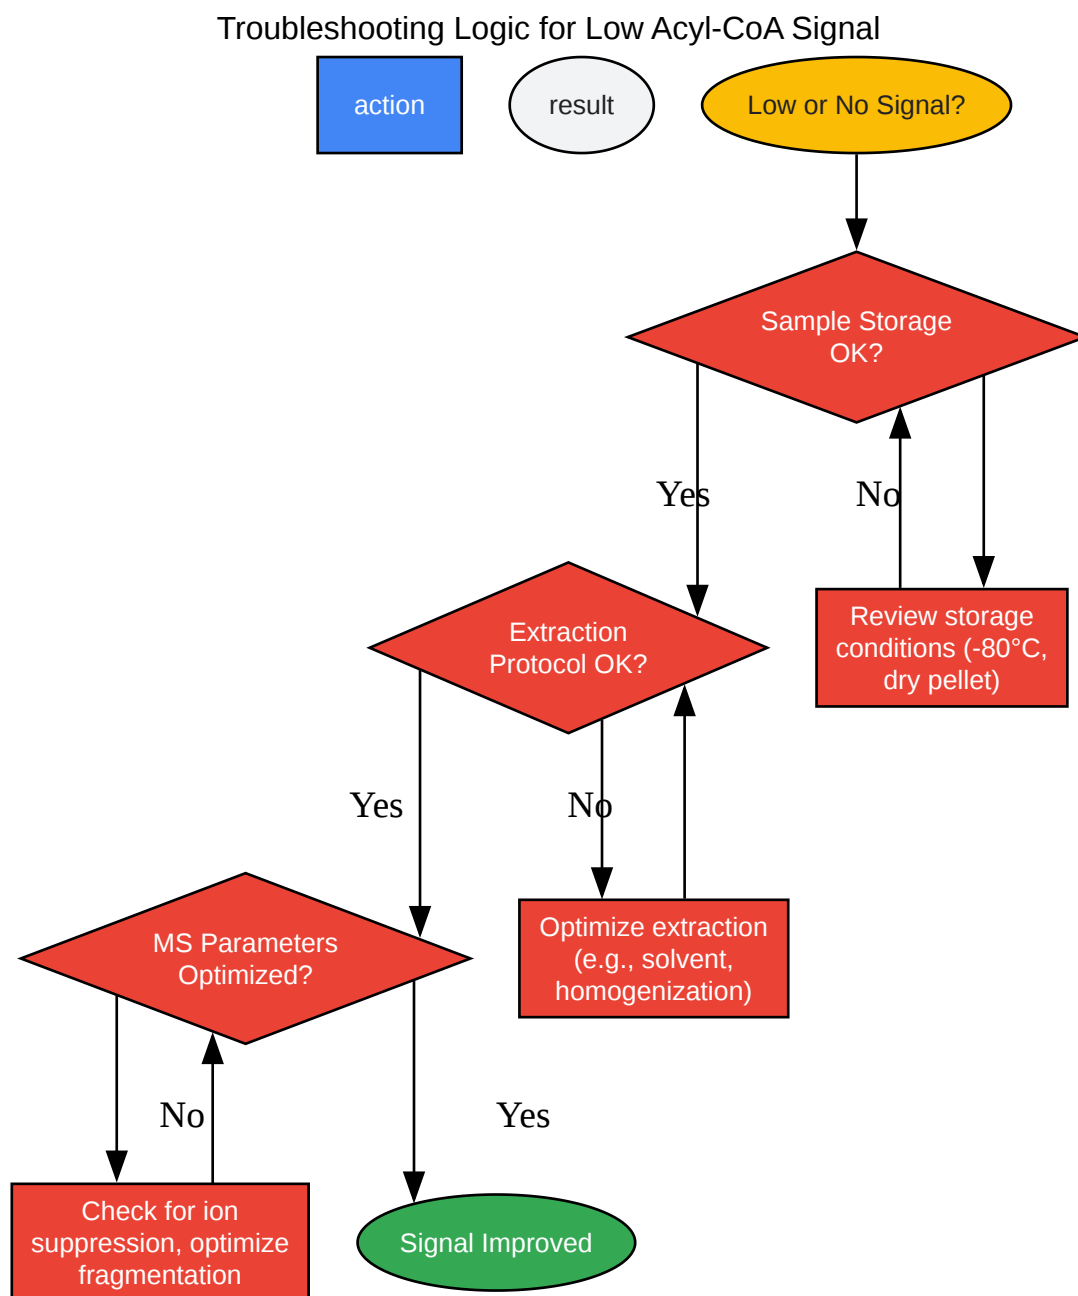 Troubleshooting Logic for Low Acyl-CoA Signal
action
result
Low or No Signal?
Sample Storage
OK?
Yes
No
Extraction
Protocol OK?
Review storage
conditions (-80°C,
dry pellet)
Yes
No
MS Parameters
Optimized?
Optimize extraction
(e.g., solvent,
homogenization)
No
Yes
Check for ion
suppression, optimize
fragmentation
Signal Improved